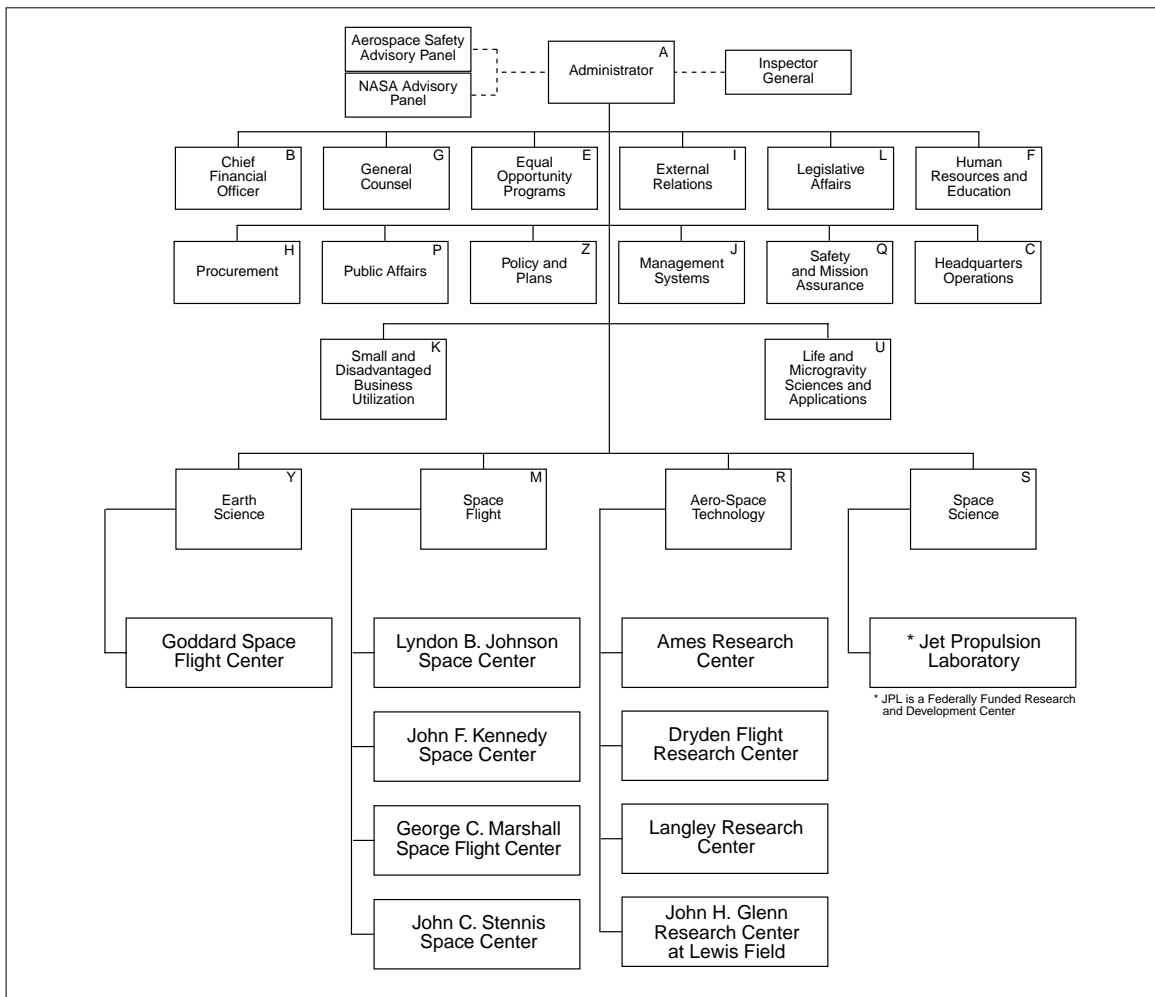 Aerospace Safety
Advisory Panel
NASA Advisory
Panel
A
Administrator
Inspector
General
B
Chief
Financial
Officer
G
General
Counsel
E
Equal
Opportunity
Programs
I
External
Relations
L
Legislative
Affairs
F
Human
Resources and
Education
H
Procurement
P
Public Affairs
Z
Policy and
Plans
J
Management
Systems
Q
Safety
and Mission
Assurance
C
Headquarters
Operations
K
Small and
Disadvantaged
Business
Utilization
U
Life and
Microgravity
Sciences and
Applications
Y
Earth
Science
M
Space
Flight
R
Aero-Space
Technology
S
Space
Science
Goddard Space
Flight Center
Lyndon B. Johnson
Space Center
John F. Kennedy
Space Center
George C. Marshall
Space Flight Center
John C. Stennis
Space Center
Ames Research
Center
Dryden Flight
Research Center
Langley Research
Center
John H. Glenn
Research Center
at Lewis Field
* Jet Propulsion
Laboratory
* JPL is a Federally Funded Research
and Development Center